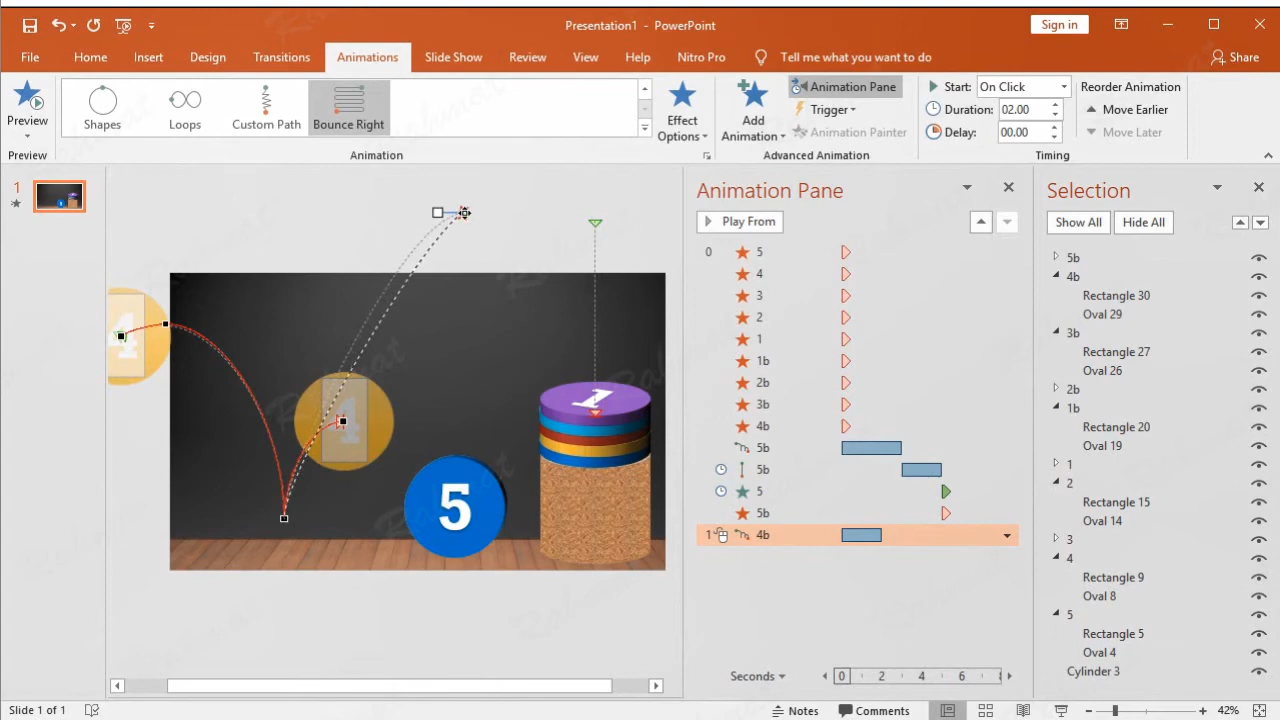 Presentation1 - PowerPoint
Sign in
File Home Insert Design Transitions Animations Slide Show Review View Help Nitro Pro Tell me what you want to do Share
Preview
Preview
Shapes
Loops
Custom Path
Bounce Right
Animation
Effect
Options
Add
Animation
Animation Pane
Trigger
Animation Painter
Advanced Animation
Start: On Click
Duration: 02.00
Delay: 00.00
Timing
Reorder Animation
Move Earlier
Move Later
1
4
4
5
1
Animation Pane
Play From
0 5
4
3
2
1
1b
2b
3b
4b
5b
5b
5
5b
1 4b
Seconds 0 2 4 6
Selection
Show All Hide All
5b
4b
Rectangle 30
Oval 29
3b
Rectangle 27
Oval 26
2b
1b
Rectangle 20
Oval 19
1
2
Rectangle 15
Oval 14
3
4
Rectangle 9
Oval 8
5
Rectangle 5
Oval 4
Cylinder 3
Slide 1 of 1
Notes
Comments
42%